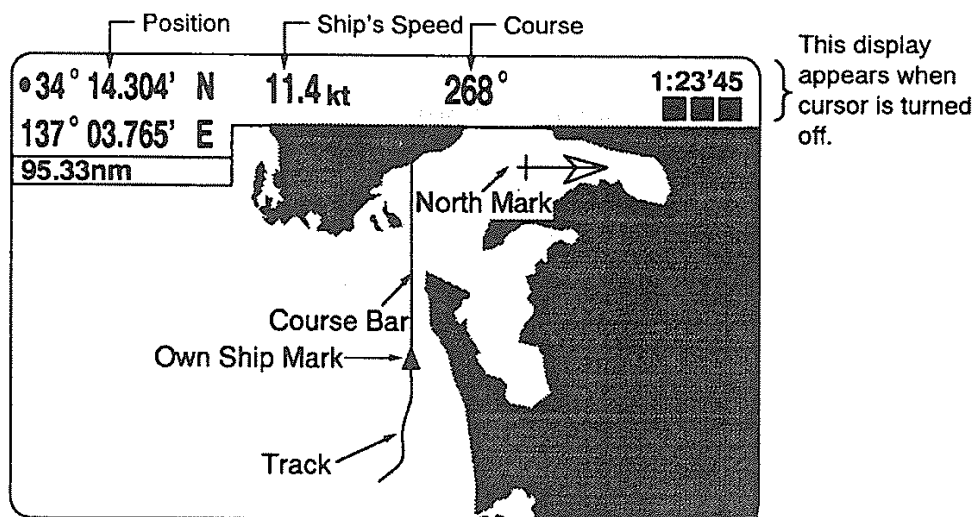 Position
Ship's Speed
Course
34° 14.304' N
11.4 kt
268°
1:23'45
137° 03.765' E
95.33nm
This display
appears when
cursor is turned
off.
North Mark
Course Bar
Own Ship Mark
Track